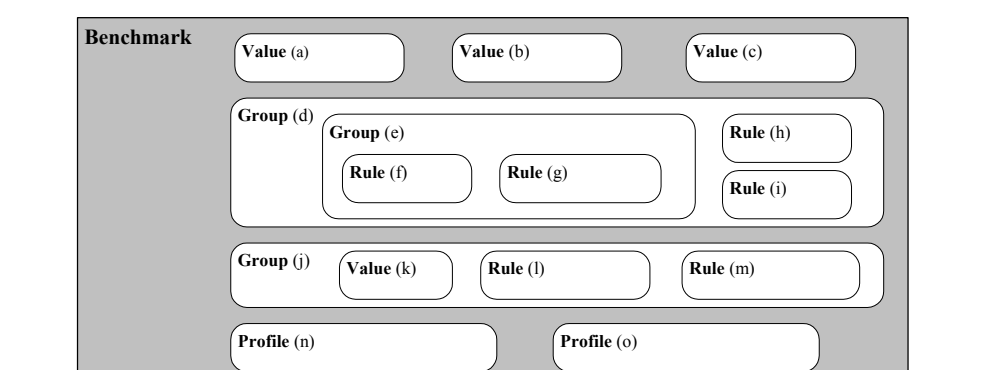 Benchmark
Value (a)
Value (b)
Value (c)
Group (d)
Group (e)
Rule (f)
Rule (g)
Rule (h)
Rule (i)
Group (j)
Value (k)
Rule (l)
Rule (m)
Profile (n)
Profile (o)